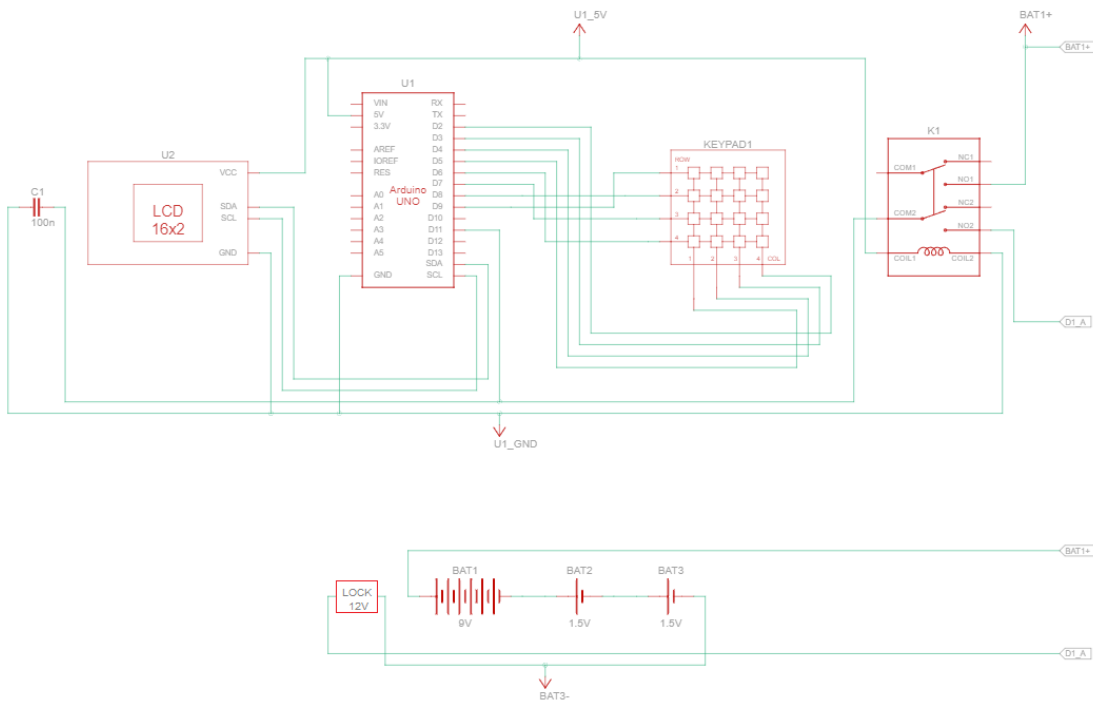 U1_5V
BAT1+
BAT1+
U1
VIN
5V
3.3V
AREF
IOREF
RES
A0
A1
A2
A3
A4
A5
GND
Arduino
UNO
RX
TX
D2
D3
D4
D5
D6
D7
D8
D9
D10
D11
D12
D13
SDA
SCL
U2
LCD
16x2
VCC
SDA
SCL
GND
C1
100n
KEYPAD1
ROW
1
2
3
4
1
2
3
4
COL
K1
COM1
COM2
COIL1
NC1
NO1
NC2
NO2
COIL2
D1_A
U1_GND
BAT1+
LOCK
12V
BAT1
9V
BAT2
1.5V
BAT3
1.5V
D1_A
BAT3-